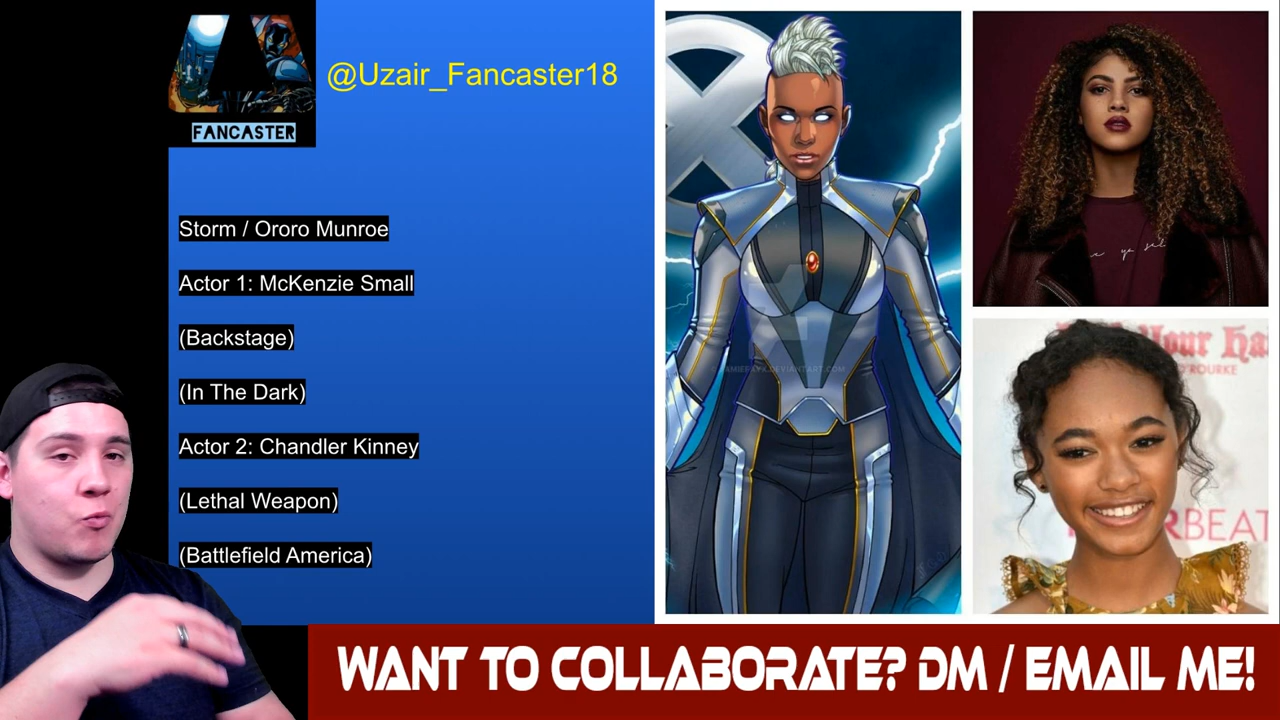 FANCASTER
@Uzair_Fancaster18
Storm / Ororo Munroe
Actor 1: McKenzie Small
(Backstage)
(In The Dark)
Actor 2: Chandler Kinney
(Lethal Weapon)
(Battlefield America)
O'ROURKE
WANT TO COLLABORATE? DM / EMAIL ME!